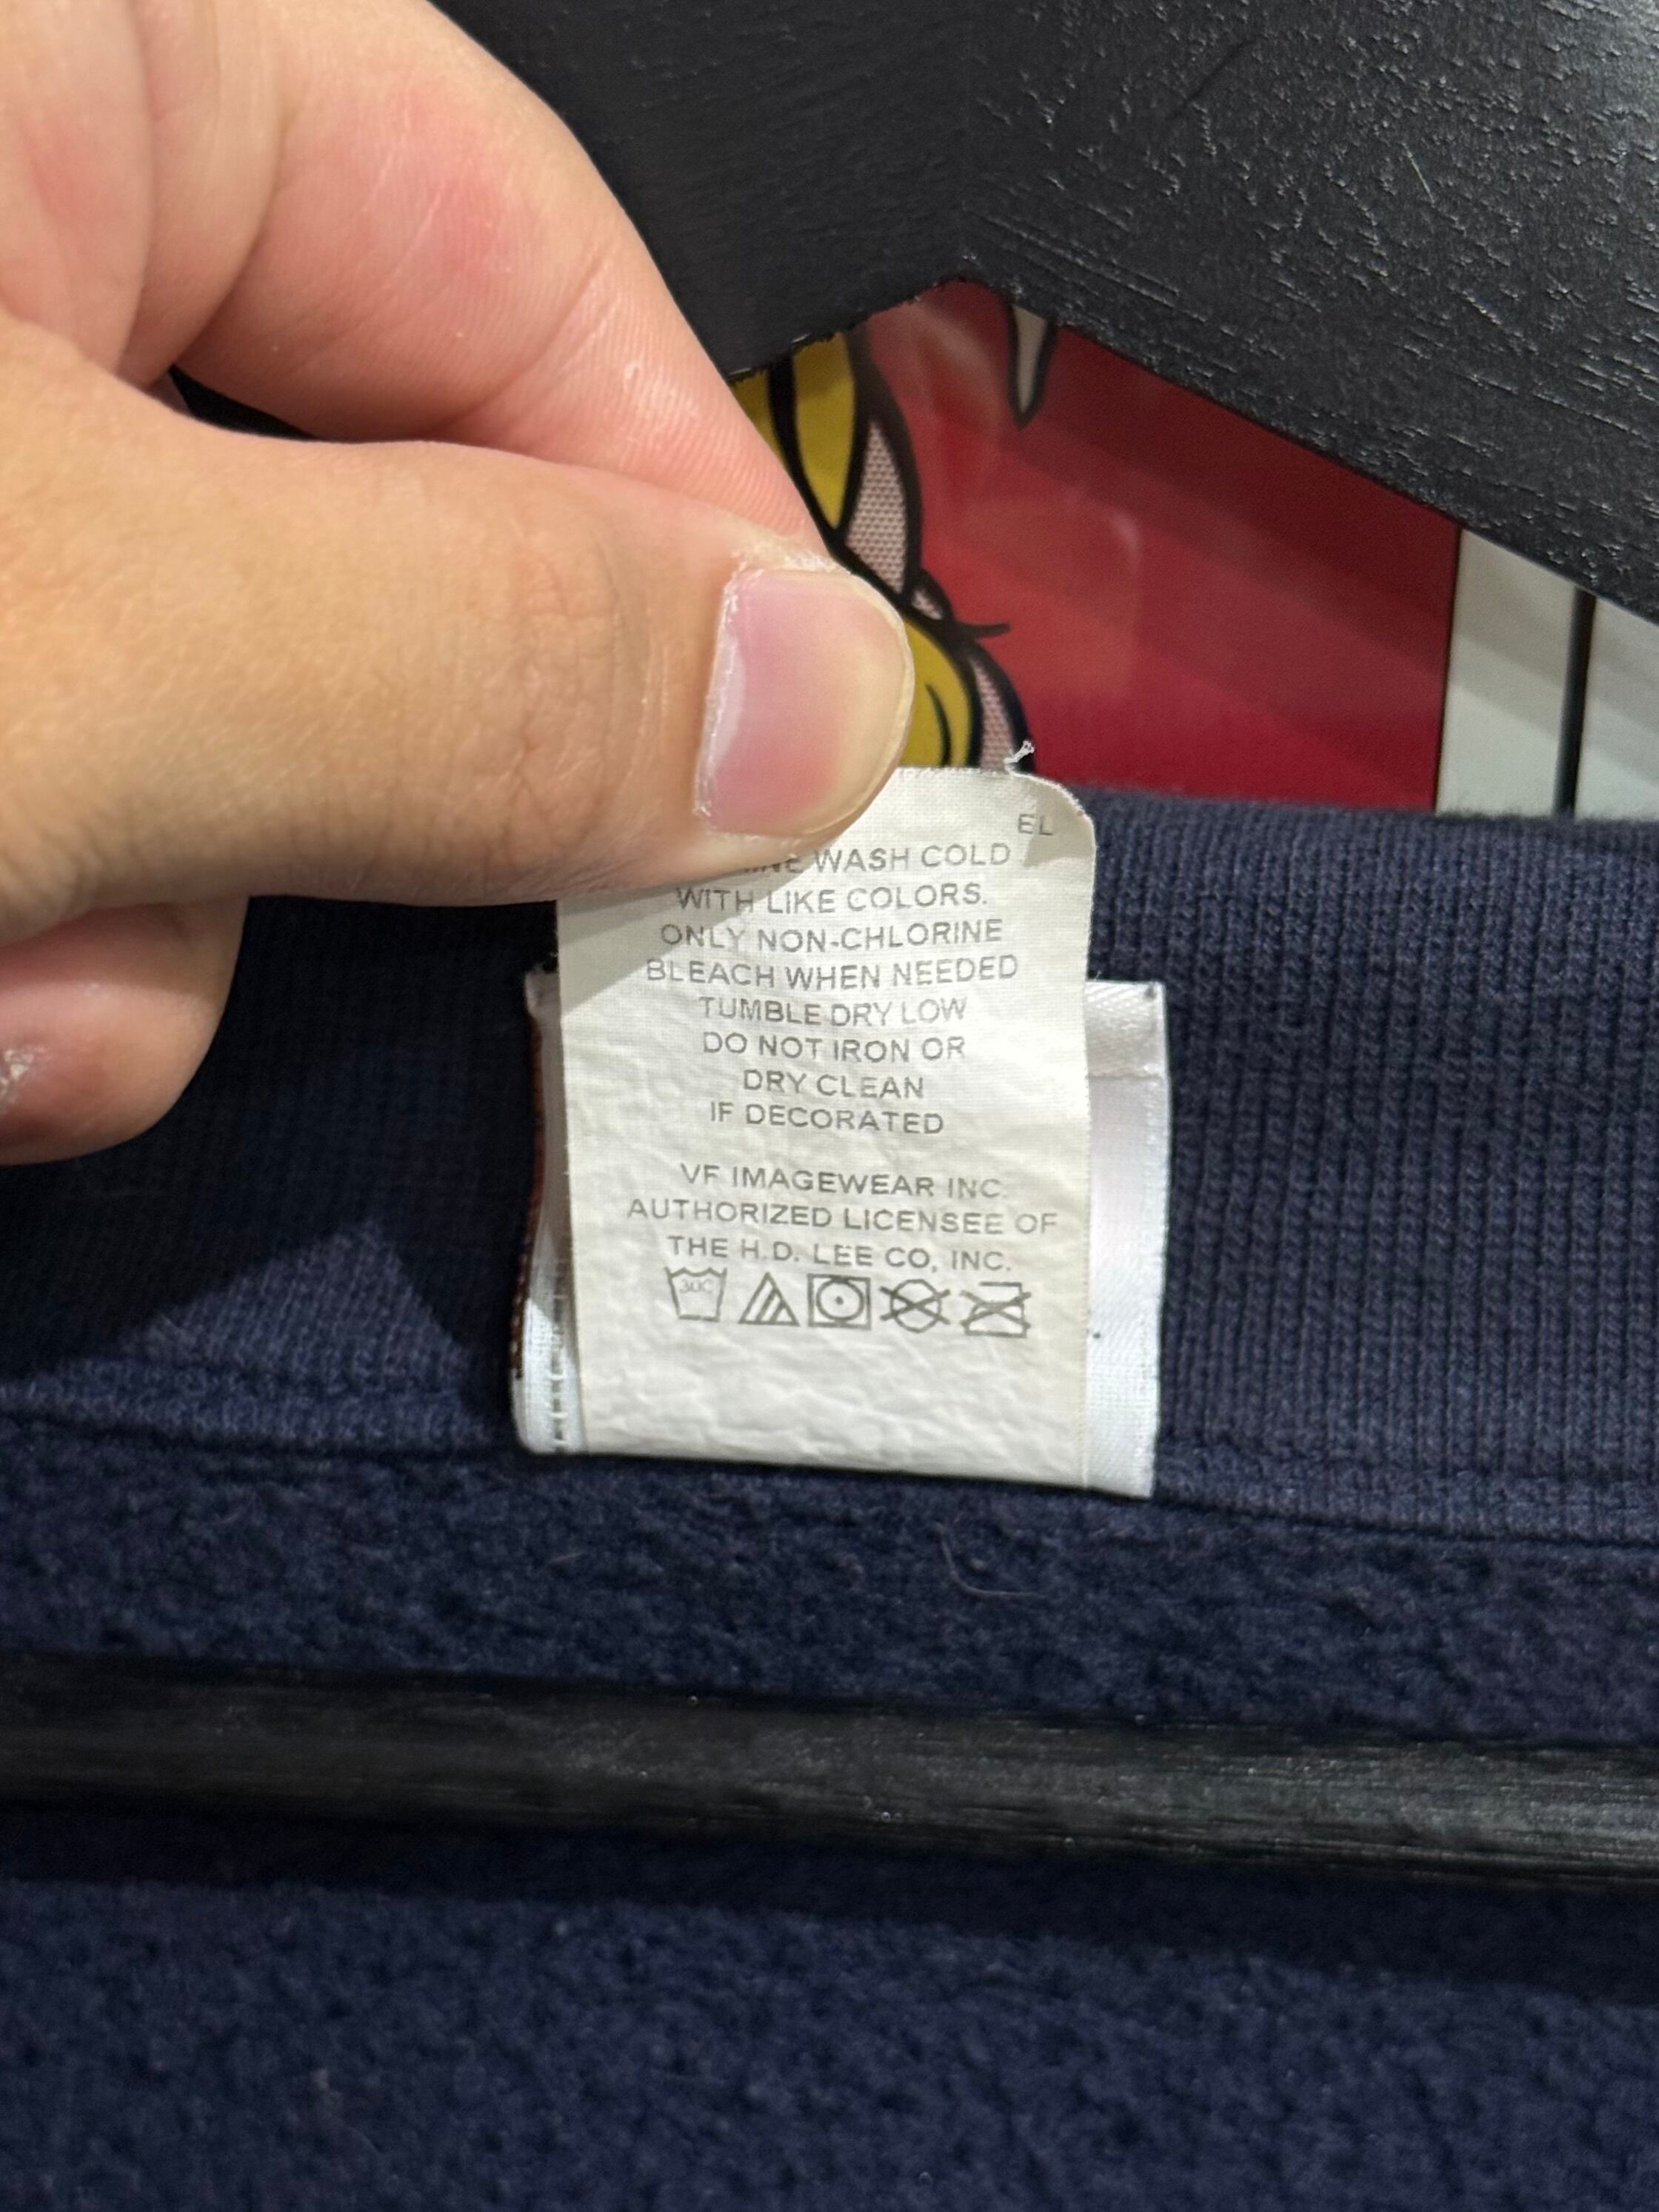 EL
WASH COLD
WITH LIKE COLORS.
ONLY NON-CHLORINE
BLEACH WHEN NEEDED
TUMBLE DRY LOW
DO NOT IRON OR
DRY CLEAN
IF DECORATED
VF IMAGEWEAR INC.
AUTHORIZED LICENSEE OF
THE H.D. LEE CO, INC.
30C